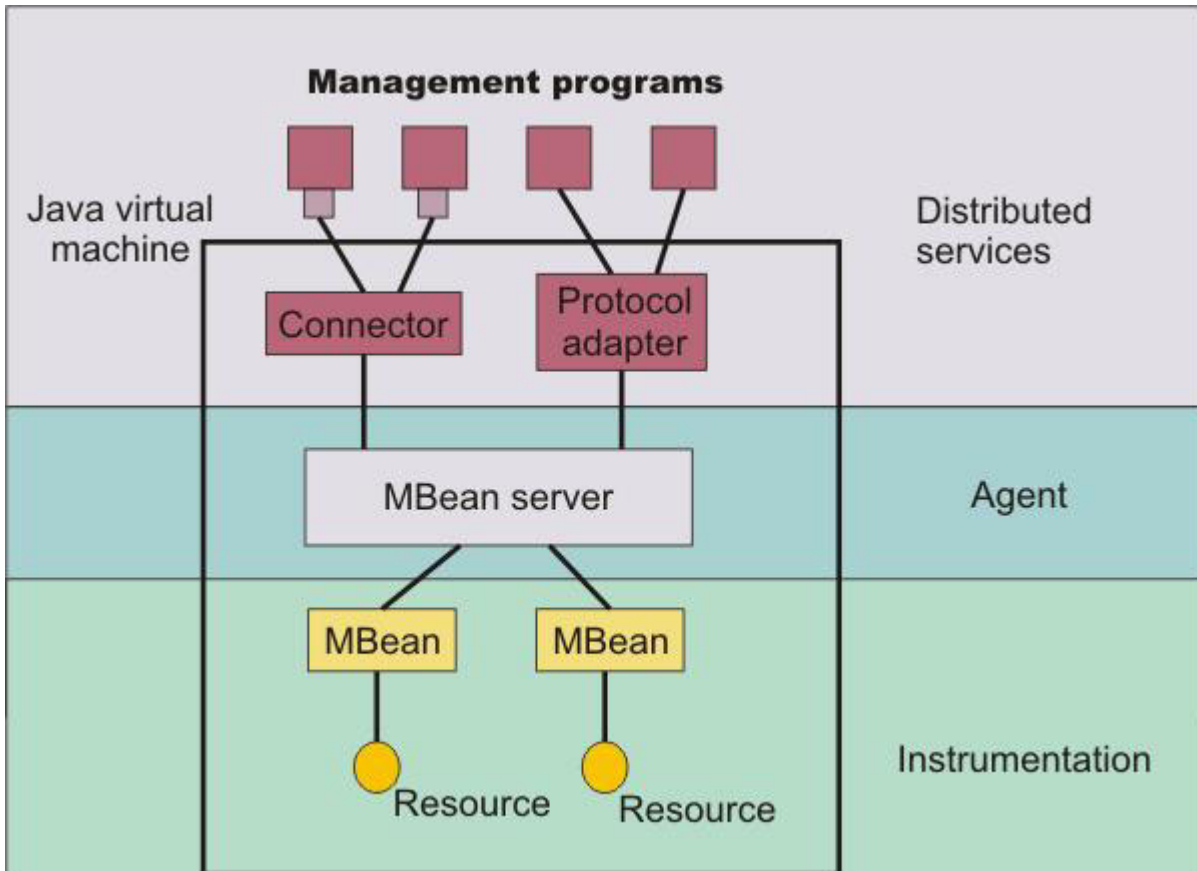 Management programs
Java virtual
machine
Distributed
services
Connector
Protocol
adapter
MBean server
Agent
MBean
MBean
Instrumentation
Resource
Resource